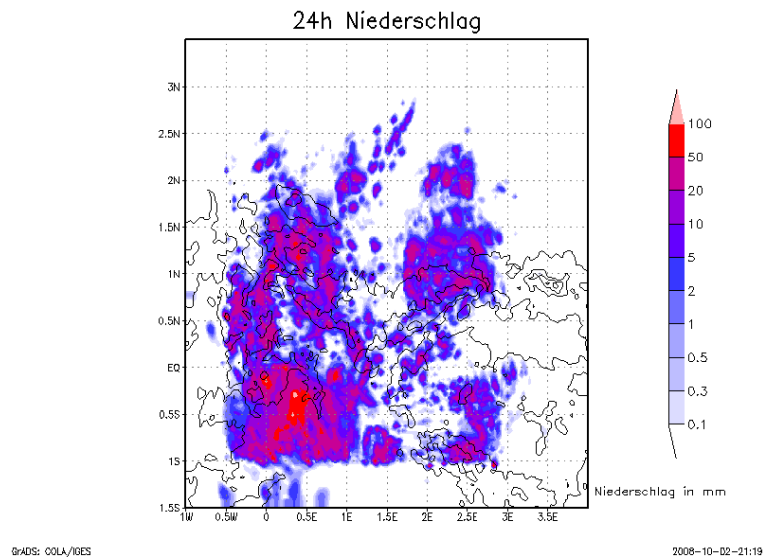 24h Niederschlag
3N
2.5N
2N
1.5N
1N
0.5N
EQ
0.5S
1S
1.5S
1W
0.5W
0
0.5E
1E
1.5E
2E
2.5E
3E
3.5E
100
50
20
10
5
2
1
0.5
0.3
0.1
Niederschlag in mm
GrADS: COLA/IGES
2008-10-02-21:19